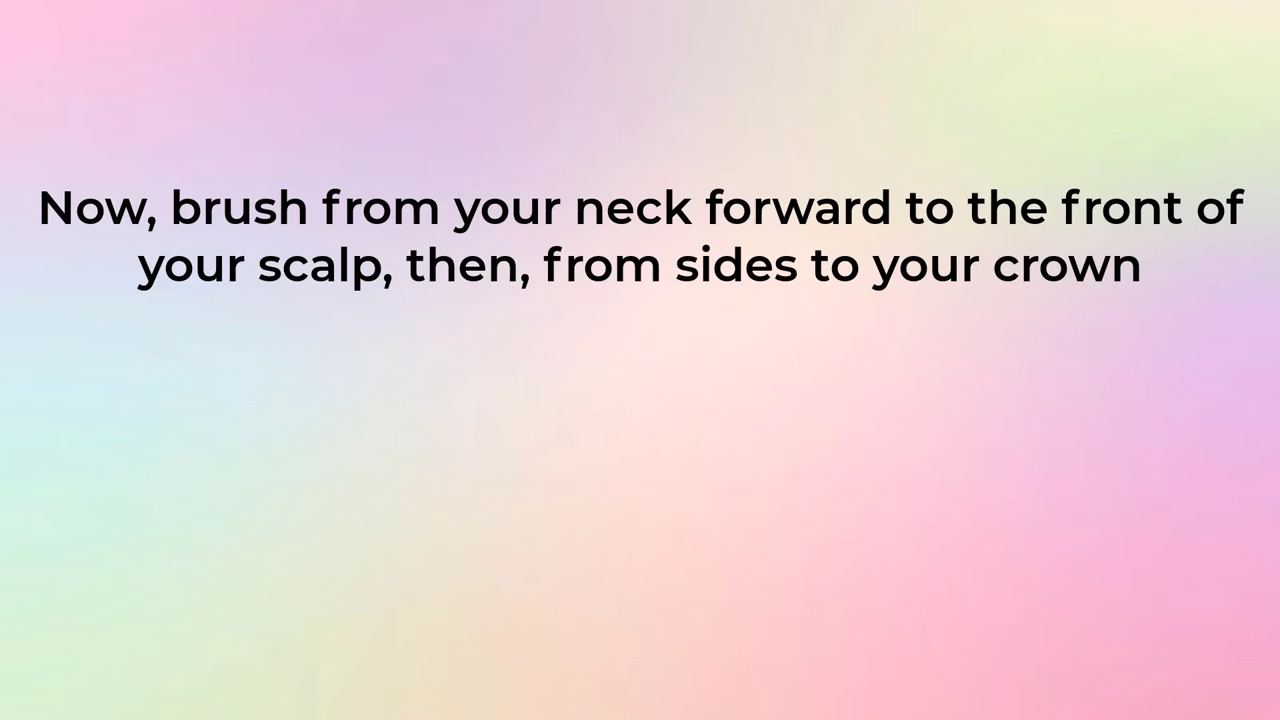 Now, brush from your neck forward to the front of
your scalp, then, from sides to your crown